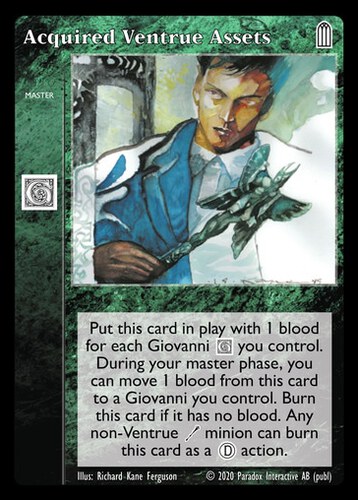 Acquired Ventrue Assets
MASTER
Put this card in play with 1 blood
for each Giovanni you control.
During your master phase, you
can move 1 blood from this card
to a Giovanni you control. Burn
this card if it has no blood. Any
non-Ventrue minion can burn
this card as a D action.
Illus: Richard Kane Ferguson © 2020 Paradox Interactive AB (publ)